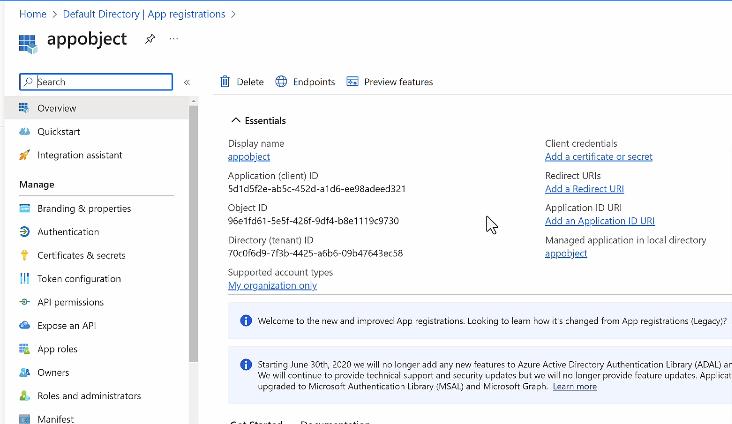 Home > Default Directory | App registrations >
appobject
Search
Delete Endpoints Preview features
Overview
Quickstart
Integration assistant
Manage
Branding & properties
Authentication
Certificates & secrets
Token configuration
API permissions
Expose an API
App roles
Owners
Roles and administrators
Manifest
Essentials
Display name
appobject
Application (client) ID
5d1d5f2e-ab5c-452d-a1d6-ee98adeed321
Object ID
96e1fd61-5e5f-426f-9df4-b8e1119c9730
Directory (tenant) ID
70c0f6d9-7f3b-4425-a6b6-09b47643ec58
Supported account types
My organization only
Client credentials
Add a certificate or secret
Redirect URIs
Add a Redirect URI
Application ID URI
Add an Application ID URI
Managed application in local directory
appobject
Welcome to the new and improved App registrations. Looking to learn how it's changed from App registrations (Legacy)?
Starting June 30th, 2020 we will no longer add any new features to Azure Active Directory Authentication Library (ADAL) an
We will continue to provide technical support and security updates but we will no longer provide feature updates. Applicat
upgraded to Microsoft Authentication Library (MSAL) and Microsoft Graph. Learn more
Get Started Documentation